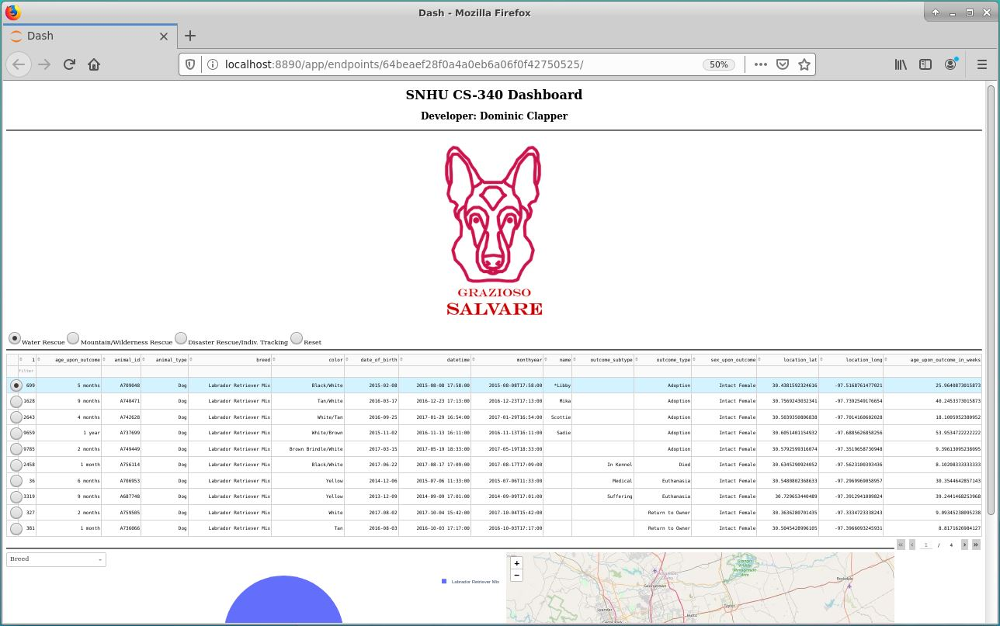 Dash - Mozilla Firefox
Dash
localhost:8890/app/endpoints/64beaef28f0a4a0eb6a06f0f42750525/ 50%
SNHU CS-340 Dashboard
Developer: Dominic Clapper
GRAZIOSO
SALVARE
Water Rescue Mountain/Wilderness Rescue Disaster Rescue/Indiv. Tracking Reset
1 age_upon_outcome animal_id animal_type breed color date_of_birth datetime monthyear name outcome_subtype outcome_type sex_upon_outcome location_lat location_long age_upon_outcome_in_weeks
filter
699 5 months A709048 Dog Labrador Retriever Mix Black/White 2015-02-08 2015-08-08 17:58:00 2015-08-08T17:58:00 *Libby Adoption Intact Female 30.4381592324616 -97.5168761477021 25.9640873015873
1628 9 months A740471 Dog Labrador Retriever Mix Tan/White 2016-03-17 2016-12-23 17:13:00 2016-12-23T17:13:00 Mika Adoption Intact Female 30.7569243032341 -97.7392549176654 40.2453373015873
2643 4 months A742628 Dog Labrador Retriever Mix White/Tan 2016-09-25 2017-01-29 16:54:00 2017-01-29T16:54:00 Scottie Adoption Intact Female 30.5039350806838 -97.7014160602028 18.1005952380952
9659 1 year A737699 Dog Labrador Retriever Mix White/Brown 2015-11-02 2016-11-13 16:11:00 2016-11-13T16:11:00 Sadie Adoption Intact Female 30.6051401154932 -97.6885626858256 53.9534722222222
9785 2 months A749449 Dog Labrador Retriever Mix Brown Brindle/White 2017-03-15 2017-05-19 18:33:00 2017-05-19T18:33:00 Adoption Intact Female 30.5792599316074 -97.3519658730948 9.39613095238095
2458 1 month A756114 Dog Labrador Retriever Mix Black/White 2017-06-22 2017-08-17 17:09:00 2017-08-17T17:09:00 In Kennel Died Intact Female 30.6345290924052 -97.5623100393436 8.10208333333333
36 6 months A706953 Dog Labrador Retriever Mix Yellow 2014-12-06 2015-07-06 11:33:00 2015-07-06T11:33:00 Medical Euthanasia Intact Female 30.5480802368633 -97.2969969058957 30.3544642857143
3319 9 months A687748 Dog Labrador Retriever Mix Yellow 2013-12-09 2014-09-09 17:01:00 2014-09-09T17:01:00 Suffering Euthanasia Intact Female 30.729653440489 -97.3912941009824 39.2441468253968
327 2 months A759505 Dog Labrador Retriever Mix White 2017-08-02 2017-10-04 15:42:00 2017-10-04T15:42:00 Return to Owner Intact Female 30.3636280701435 -97.3334723338243 9.09345238095238
381 1 month A736066 Dog Labrador Retriever Mix Tan 2016-08-03 2016-10-03 17:17:00 2016-10-03T17:17:00 Return to Owner Intact Female 30.5045428996105 -97.3966093245931 8.8171626984127
1 / 4
Breed
Labrador Retriever Mix
+
−
Granger Wildlife Management Area
Georgetown
Rockdale
Taylor
Leander
Hutto
Cedar Park